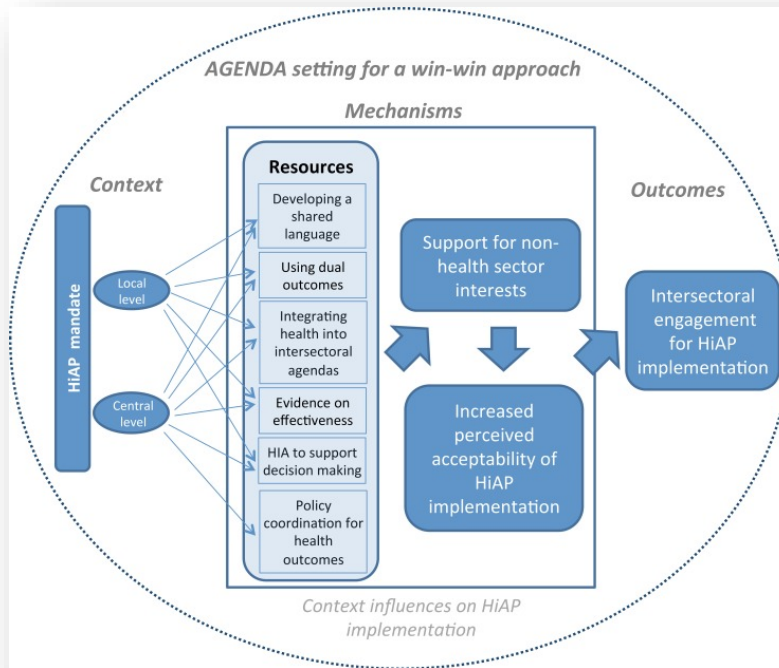 AGENDA setting for a win-win approach
Mechanisms
Context
Outcomes
HiAP mandate
Local
level
Central
level
Resources
Developing a
shared
language
Using dual
outcomes
Integrating
health into
intersectoral
agendas
Evidence on
effectiveness
HIA to support
decision making
Policy
coordination for
health
outcomes
Support for non-
health sector
interests
Increased
perceived
acceptability of
HiAP
implementation
Intersectoral
engagement
for HiAP
implementation
Context influences on HiAP
implementation